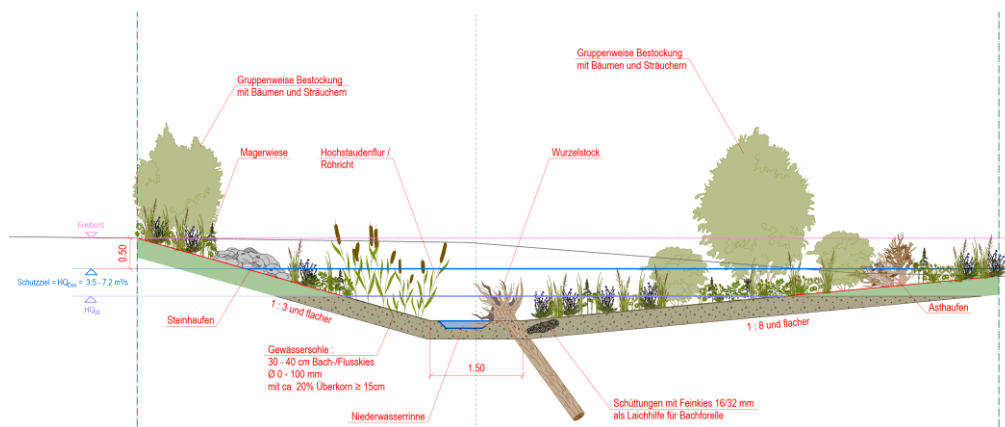 Gruppenweise Bestockung
mit Bäumen und Sträuchern
Gruppenweise Bestockung
mit Bäumen und Sträuchern
Magerwiese
Hochstaudenflur /
Röhricht
Wurzelstock
Freibord
0.50
Schutzziel = HQDim = 3.5 - 7.2 m³/s
1 : 3 und flacher
1 : 8 und flacher
Steinhaufen
Asthaufen
Gewässersohle :
30 - 40 cm Bach-/Flusskies
Ø 0 - 100 mm
mit ca. 20% Überkorn ≥ 15cm
1.50
Niederwasserrinne
Schüttungen mit Feinkies 16/32 mm
als Laichhilfe für Bachforelle